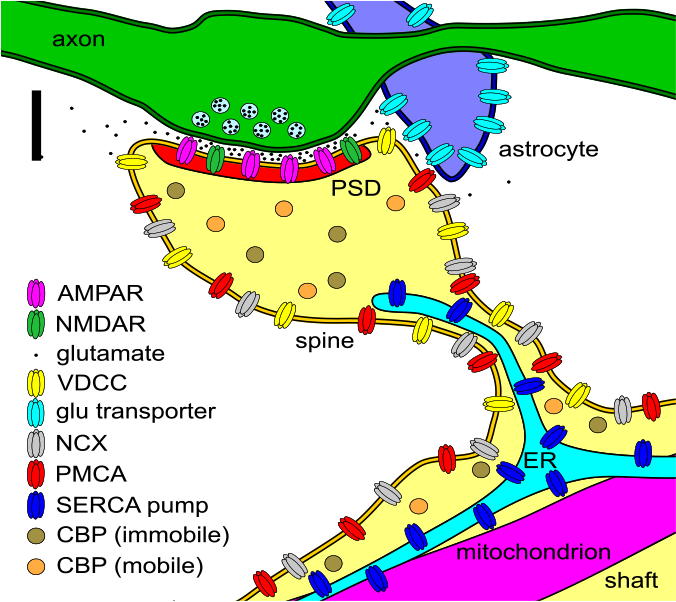 axon
astrocyte
PSD
AMPAR
NMDAR
spine
glutamate
VDCC
glu transporter
NCX
ER
PMCA
SERCA pump
CBP (immobile)
mitochondrion
CBP (mobile)
shaft